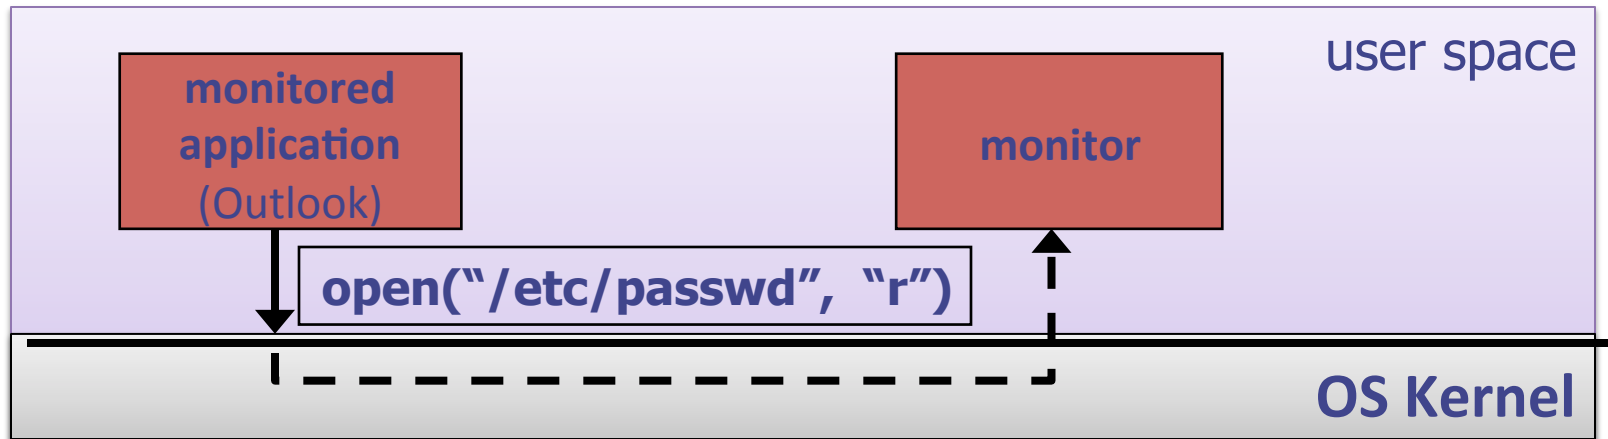 user space
monitored
application
(Outlook)
monitor
open(“/etc/passwd”, “r”)
OS Kernel